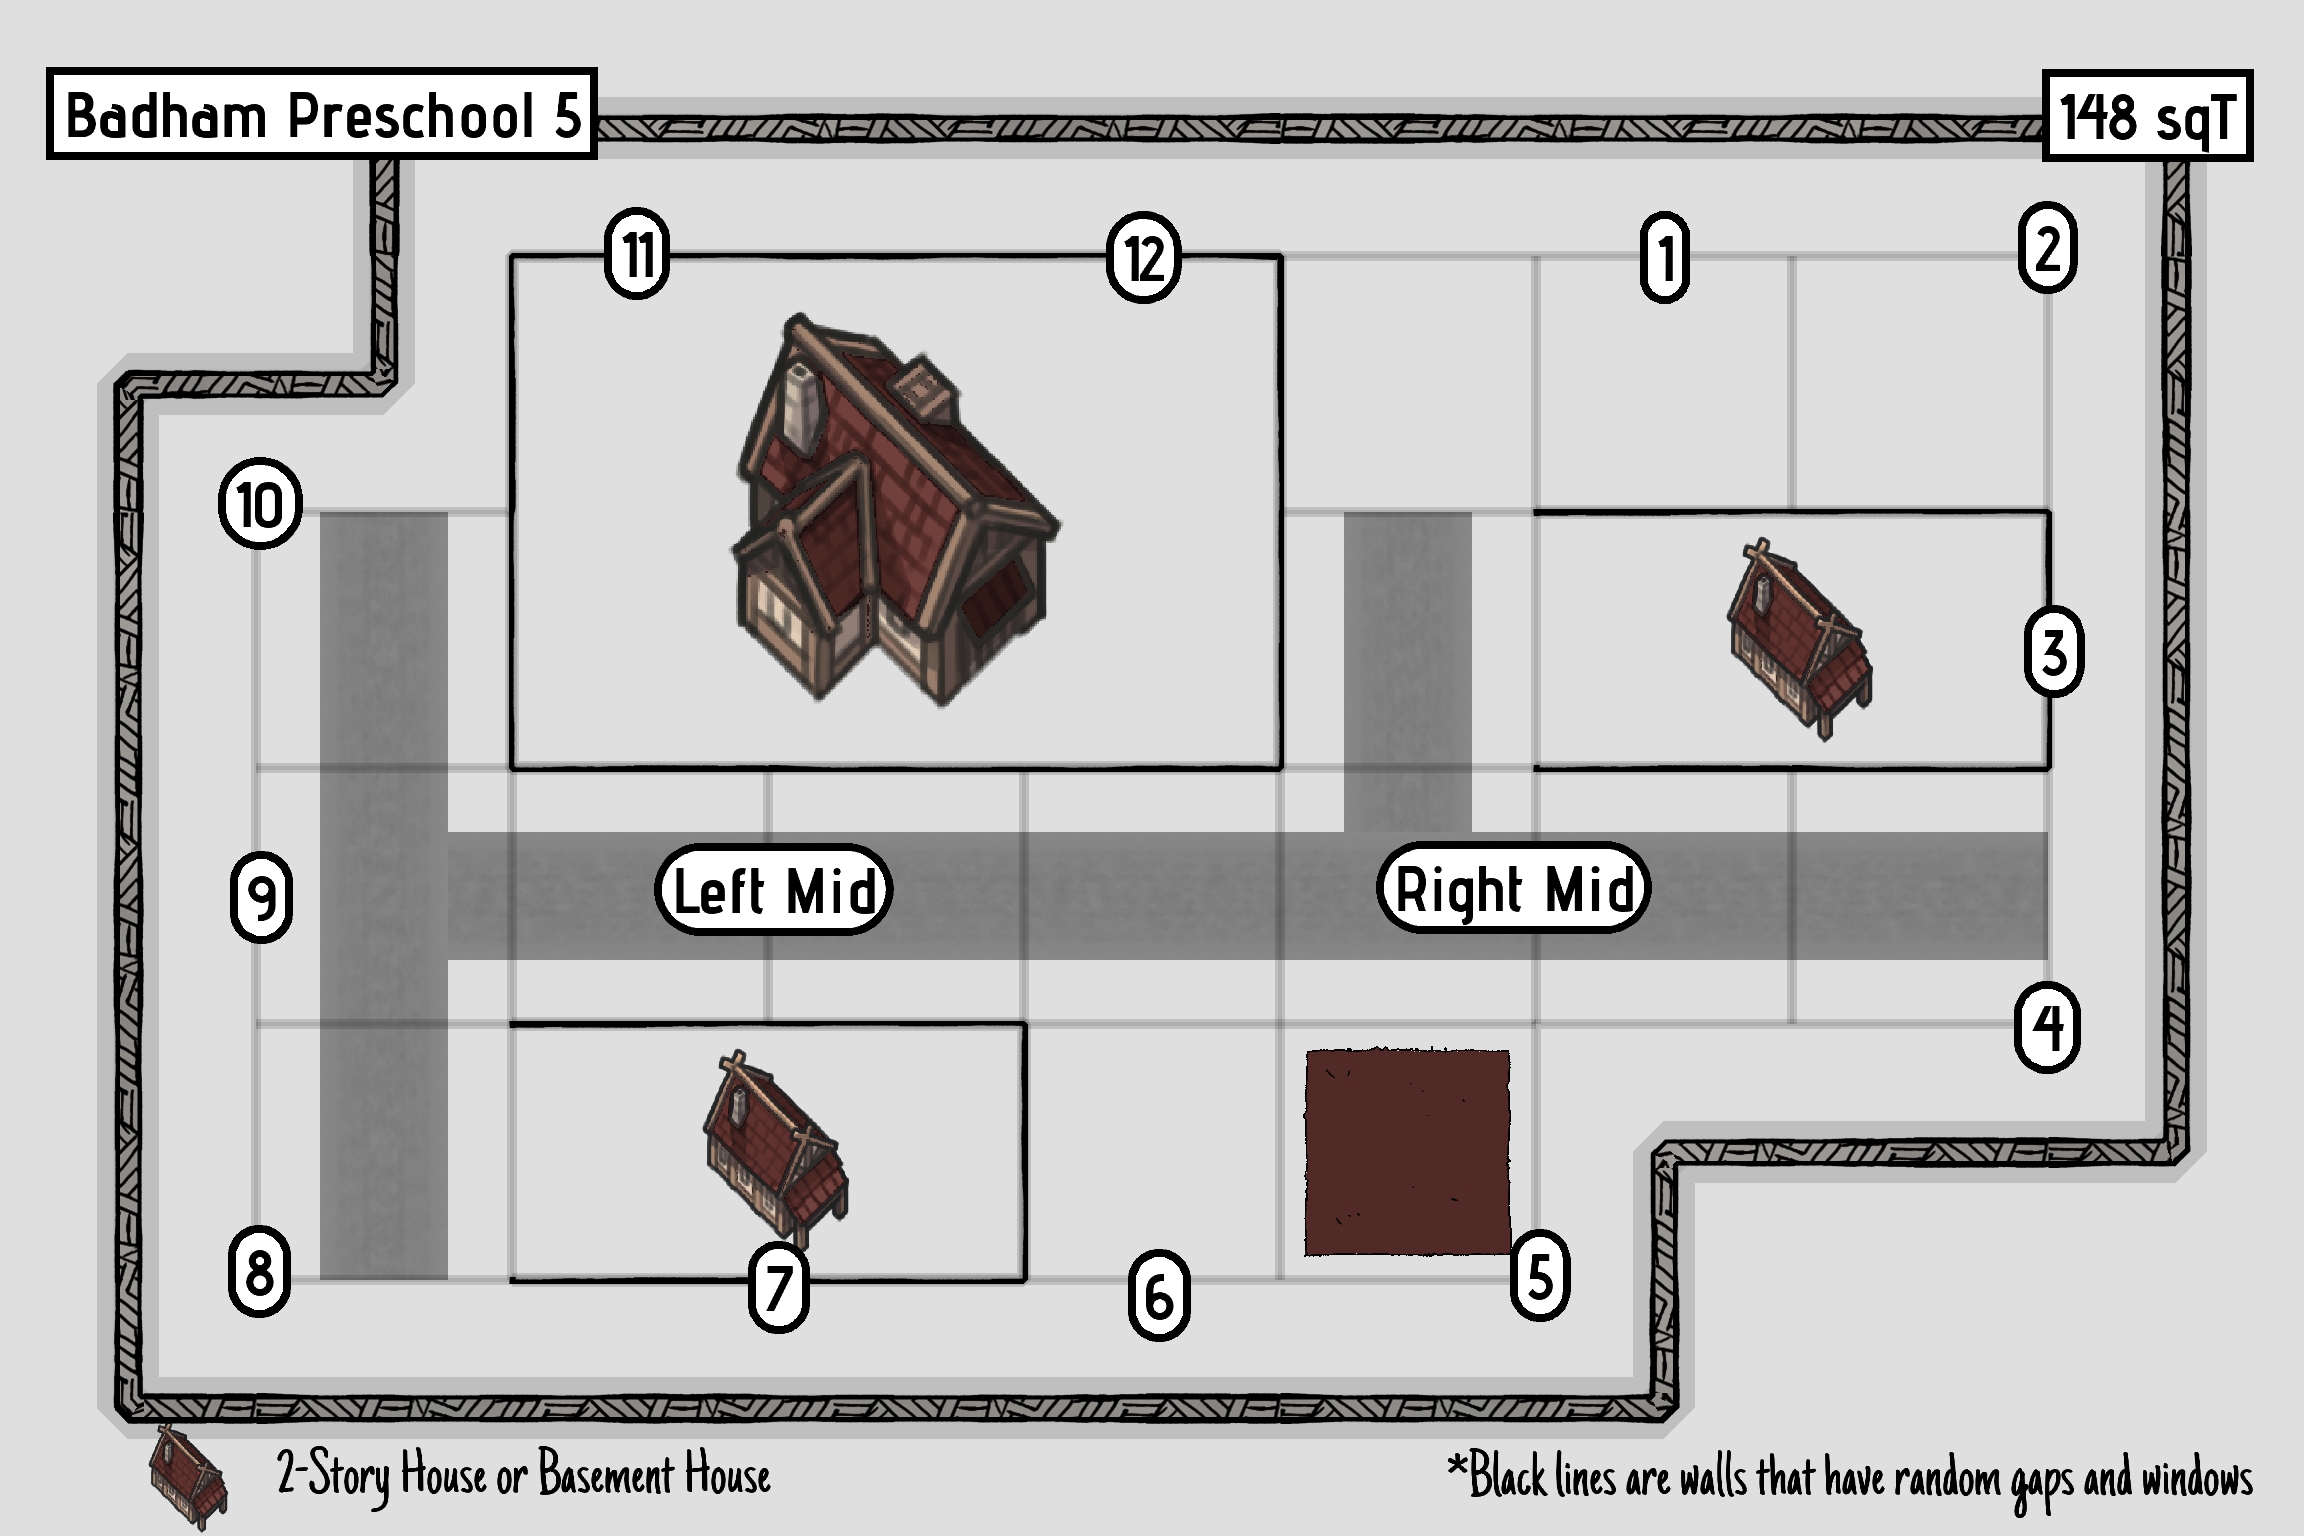 Badham Preschool 5
148 sqT
11
12
1
2
10
3
9
Left Mid
Right Mid
4
8
7
6
5
2-Story House or Basement House
*Black lines are walls that have random gaps and windows